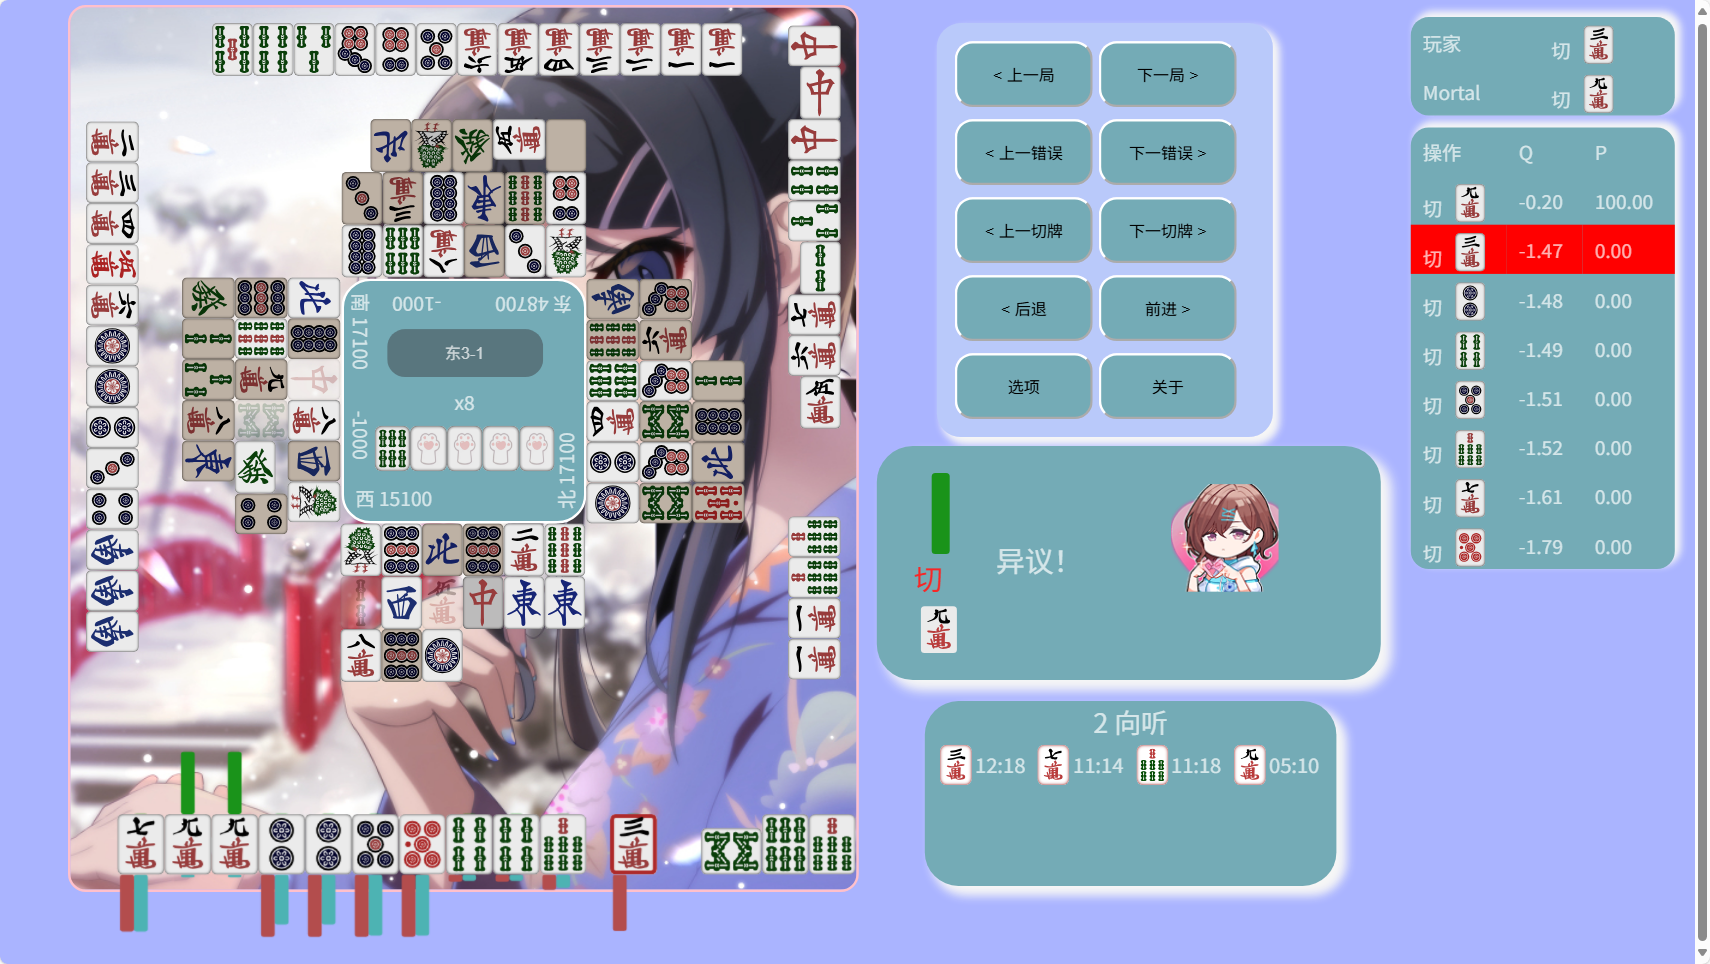 东 48700
-1000
南 17100
东3-1
x8
-1000
西 15100
北 17100
< 上一局
下一局 >
< 上一错误
下一错误 >
< 上一切牌
下一切牌 >
< 后退
前进 >
选项
关于
异议!
切
2 向听
12:18
11:14
11:18
05:10
玩家
切
Mortal
切
操作 Q P
切 -0.20 100.00
切 -1.47 0.00
切 -1.48 0.00
切 -1.49 0.00
切 -1.51 0.00
切 -1.52 0.00
切 -1.61 0.00
切 -1.79 0.00